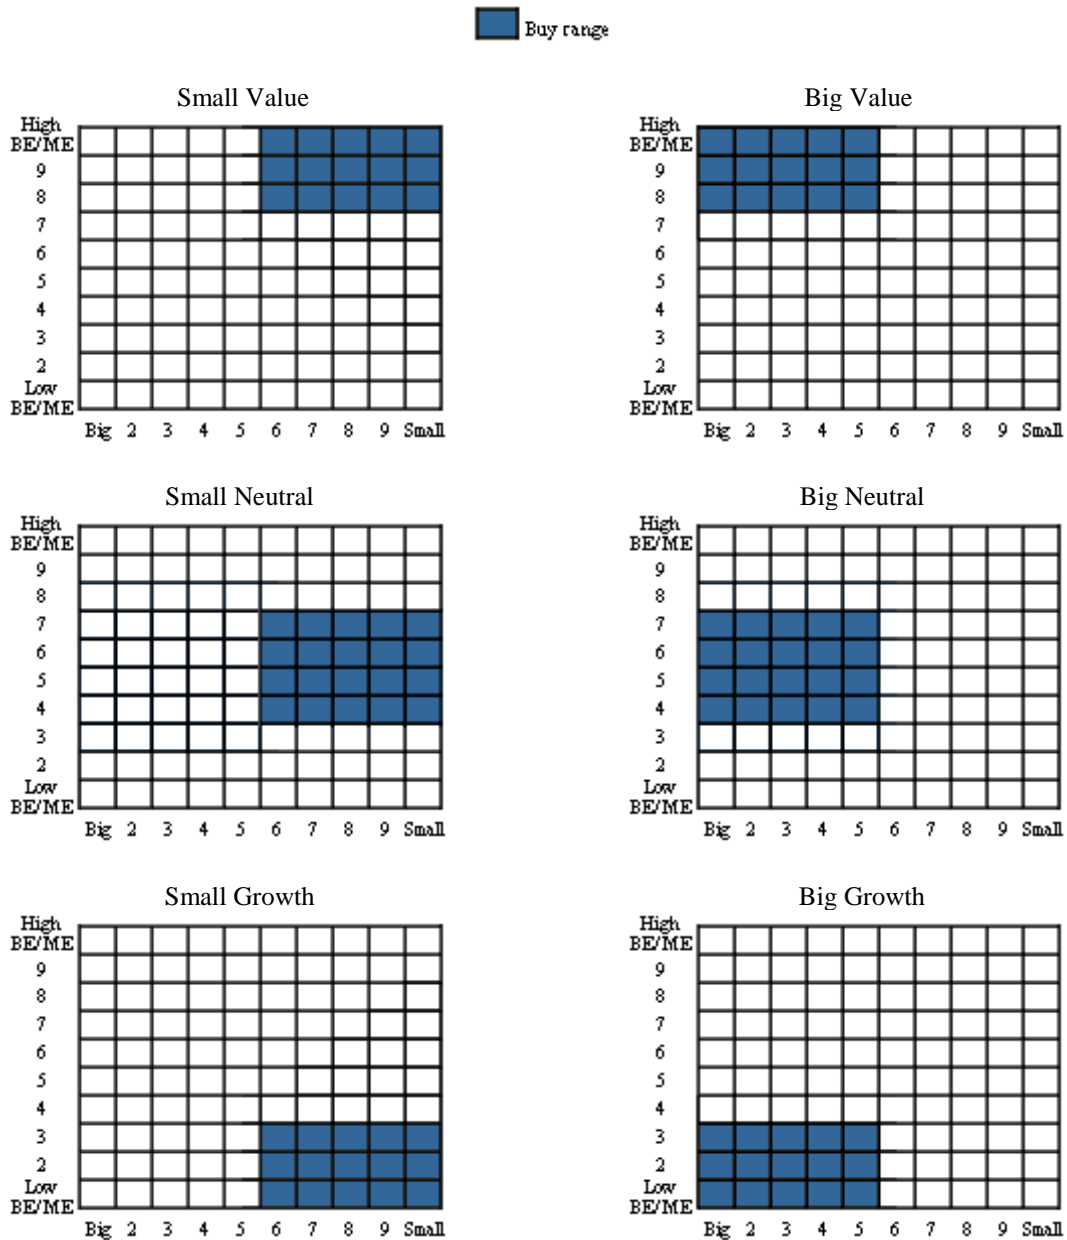 Buy range
Small Value
High
BE/ME
9
8
7
6
5
4
3
2
Low
BE/ME
Big 2 3 4 5 6 7 8 9 Small
Big Value
High
BE/ME
9
8
7
6
5
4
3
2
Low
BE/ME
Big 2 3 4 5 6 7 8 9 Small
Small Neutral
High
BE/ME
9
8
7
6
5
4
3
2
Low
BE/ME
Big 2 3 4 5 6 7 8 9 Small
Big Neutral
High
BE/ME
9
8
7
6
5
4
3
2
Low
BE/ME
Big 2 3 4 5 6 7 8 9 Small
Small Growth
High
BE/ME
9
8
7
6
5
4
3
2
Low
BE/ME
Big 2 3 4 5 6 7 8 9 Small
Big Growth
High
BE/ME
9
8
7
6
5
4
3
2
Low
BE/ME
Big 2 3 4 5 6 7 8 9 Small